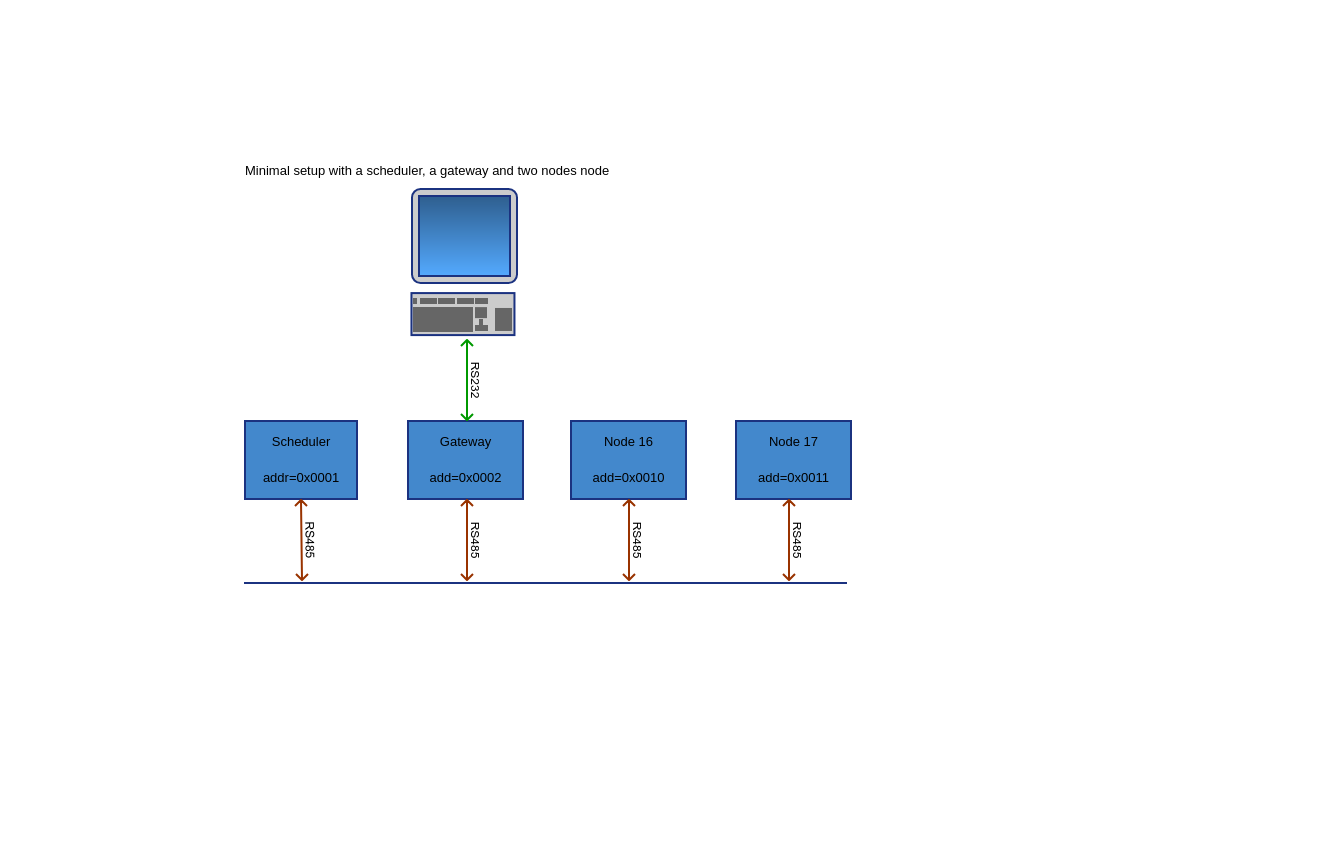 Minimal setup with a scheduler, a gateway and two nodes node
RS232
Scheduler
addr=0x0001
Gateway
add=0x0002
Node 16
add=0x0010
Node 17
add=0x0011
RS485
RS485
RS485
RS485